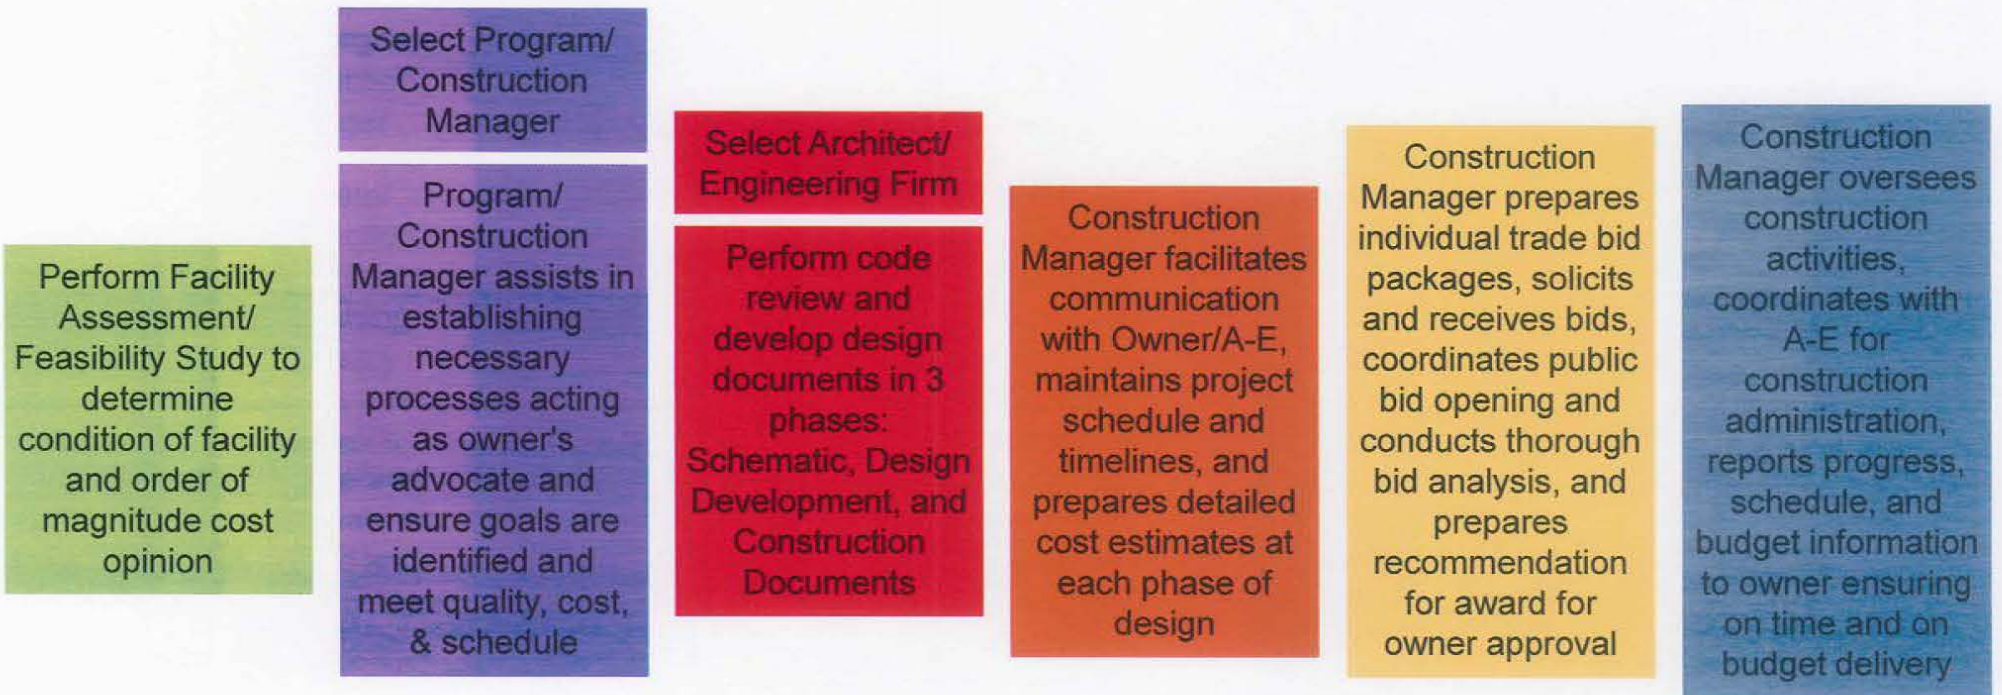 Perform Facility
Assessment/
Feasibility Study to
determine
condition of facility
and order of
magnitude cost
opinion
Select Program/
Construction
Manager
Program/
Construction
Manager assists in
establishing
necessary
processes acting
as owner's
advocate and
ensure goals are
identified and
meet quality, cost,
& schedule
Select Architect/
Engineering Firm
Perform code
review and
develop design
documents in 3
phases:
Schematic, Design
Development, and
Construction
Documents
Construction
Manager facilitates
communication
with Owner/A-E,
maintains project
schedule and
timelines, and
prepares detailed
cost estimates at
each phase of
design
Construction
Manager prepares
individual trade bid
packages, solicits
and receives bids,
coordinates public
bid opening and
conducts thorough
bid analysis, and
prepares
recommendation
for award for
owner approval
Construction
Manager oversees
construction
activities,
coordinates with
A-E for
construction
administration,
reports progress,
schedule, and
budget information
to owner ensuring
on time and on
budget delivery